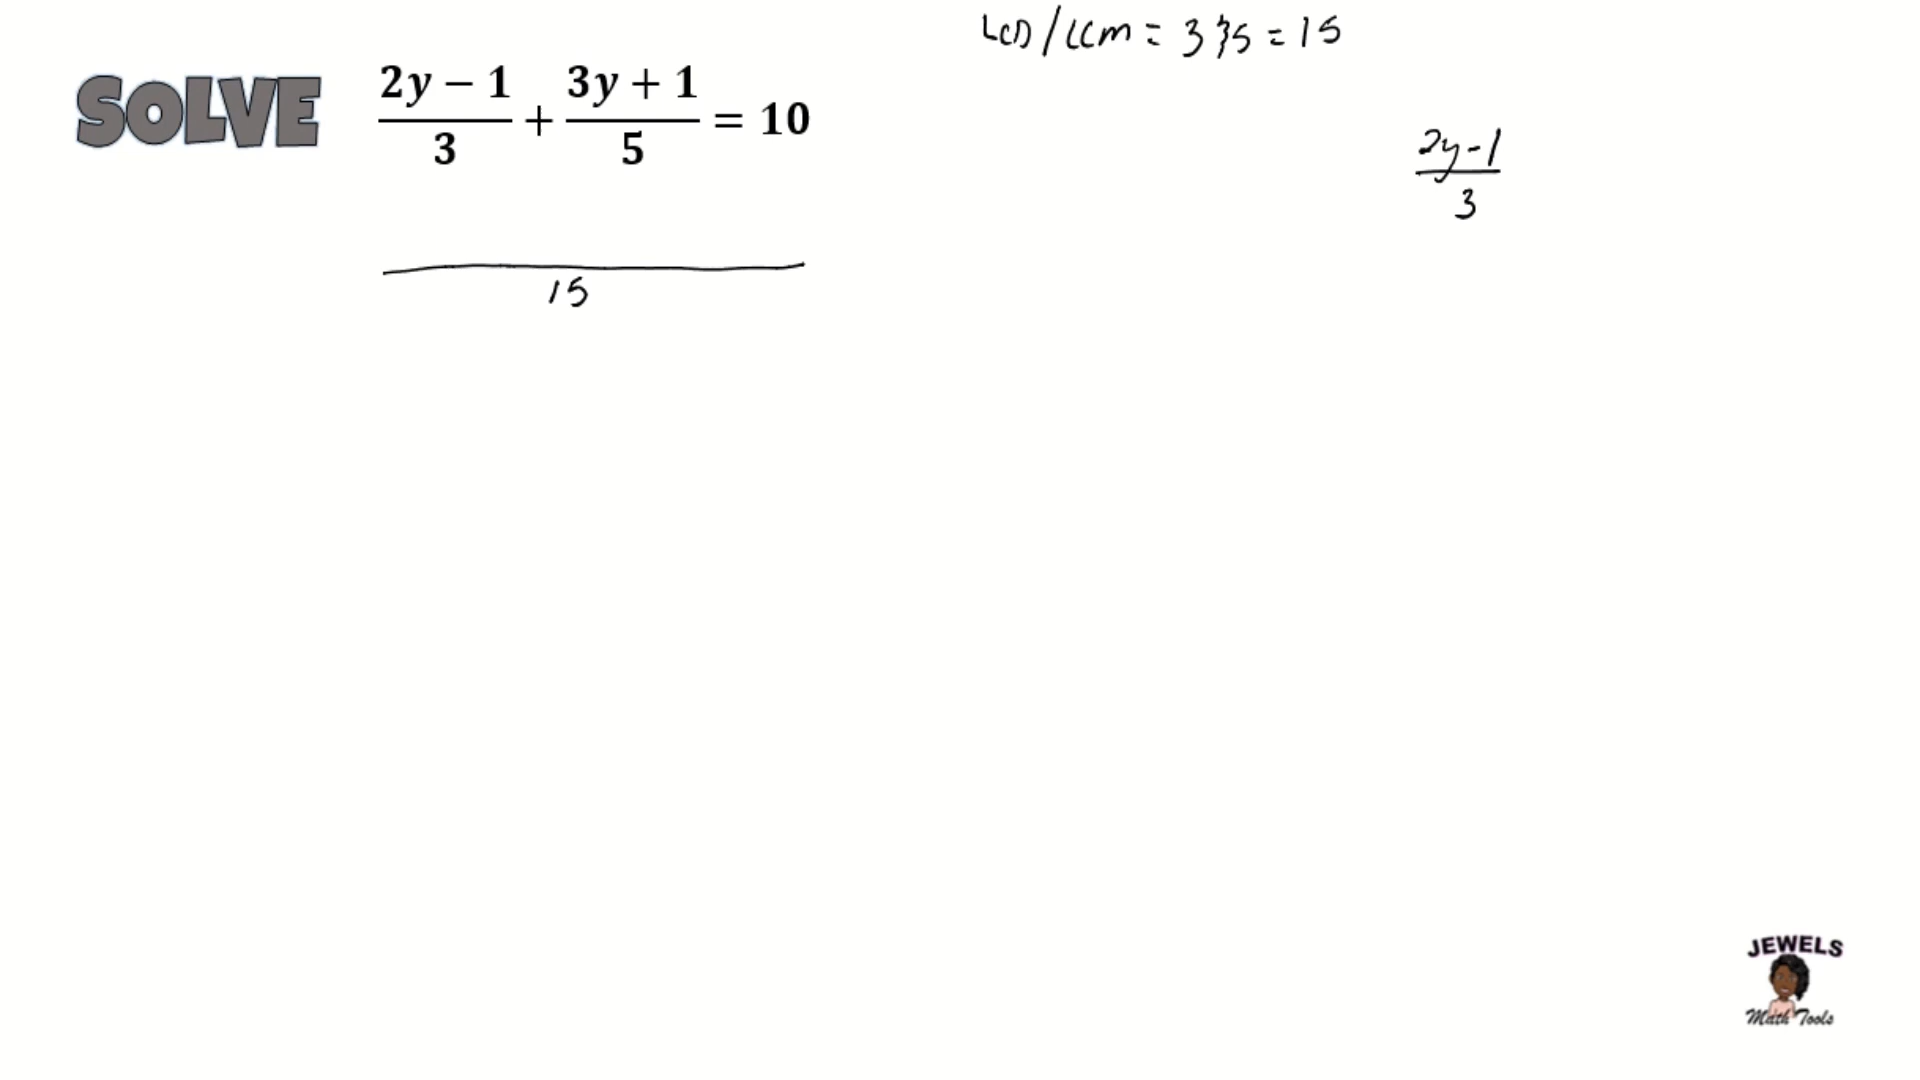 LCD/LCM = 3 & 5 = 15
SOLVE (2y − 1)/3 + (3y + 1)/5 = 10
(2y - 1)/3
15
JEWELS
Math Tools